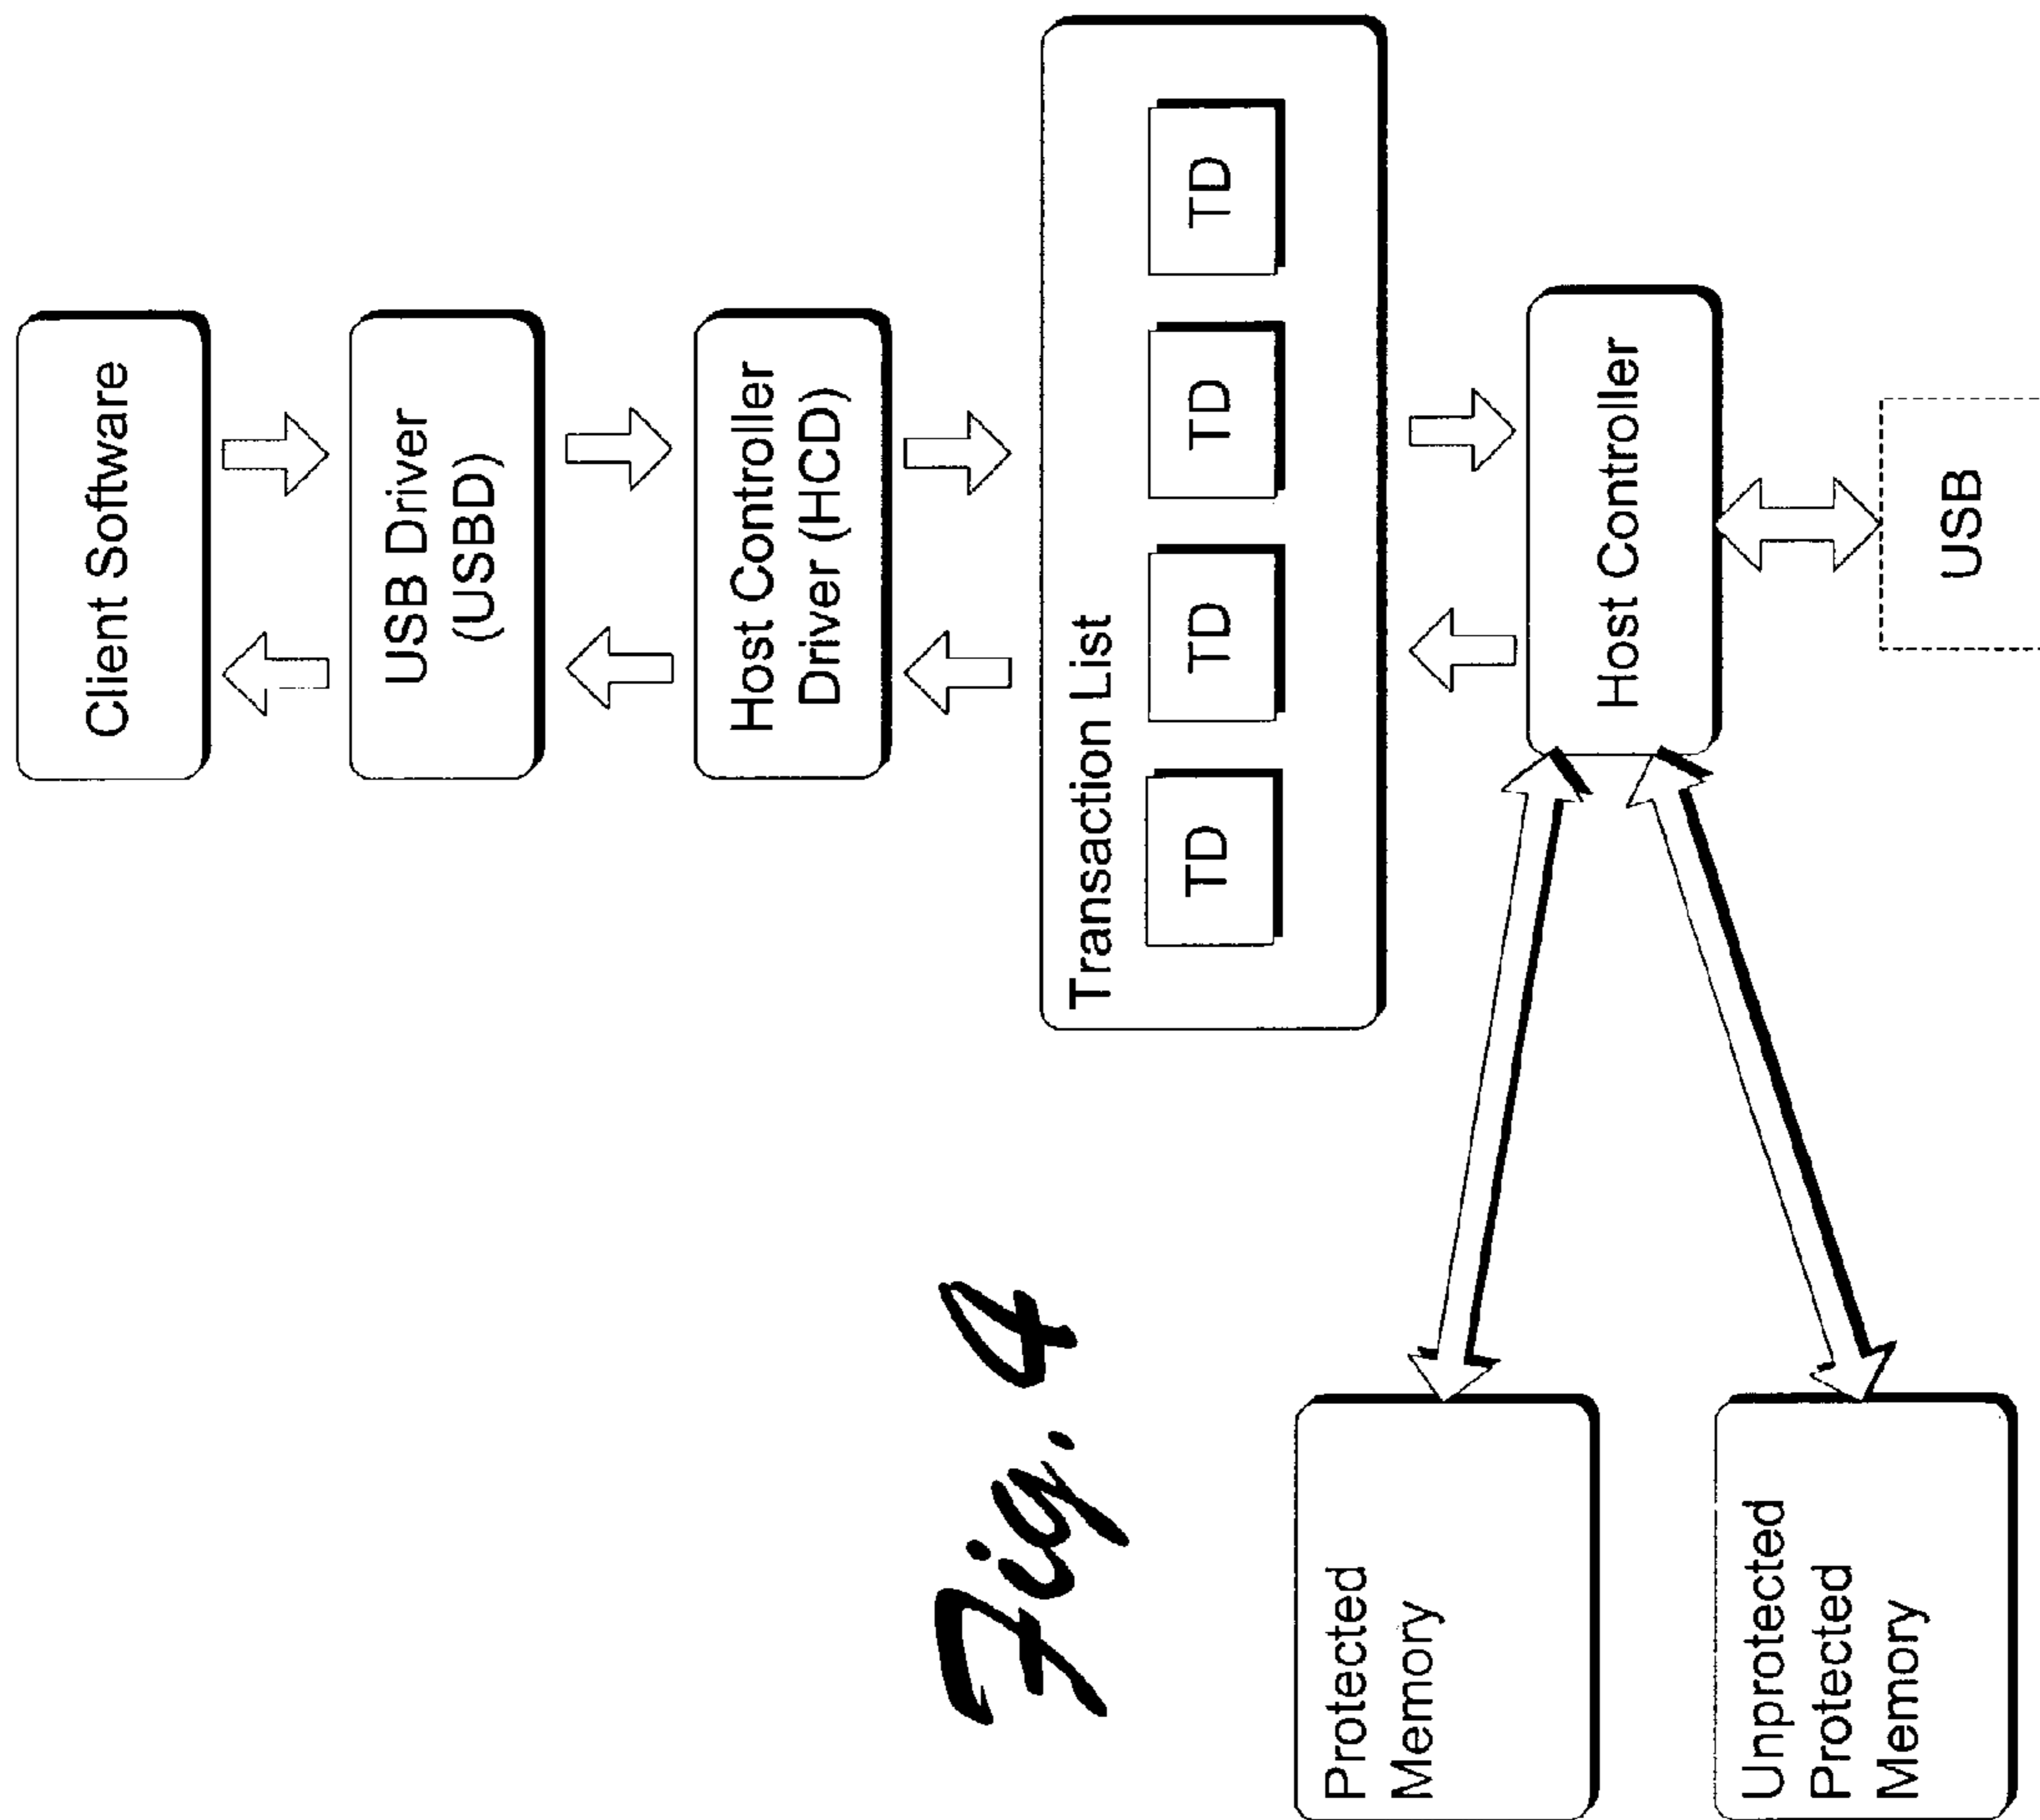 Client Software
USB Driver
(USBD)
Host Controller
Driver (HCD)
Transaction List
TD
TD
TD
TD
Host Controller
USB
Protected
Memory
Unprotected
Protected
Memory
Fig. 4